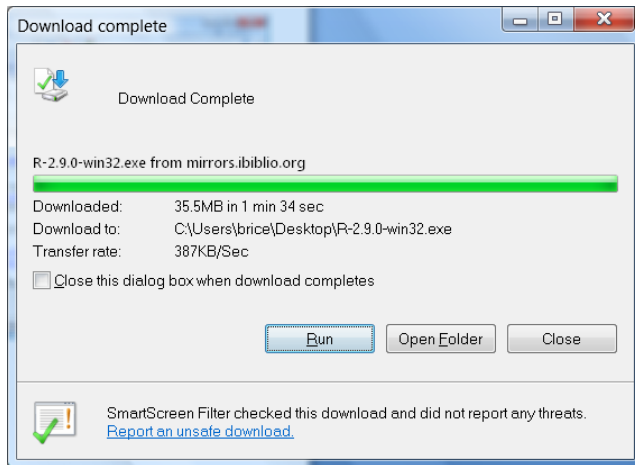 Download complete
Download Complete
R-2.9.0-win32.exe from mirrors.ibiblio.org
Downloaded: 35.5MB in 1 min 34 sec
Download to: C:\Users\brice\Desktop\R-2.9.0-win32.exe
Transfer rate: 387KB/Sec
Close this dialog box when download completes
Run Open Folder Close
SmartScreen Filter checked this download and did not report any threats.
Report an unsafe download.